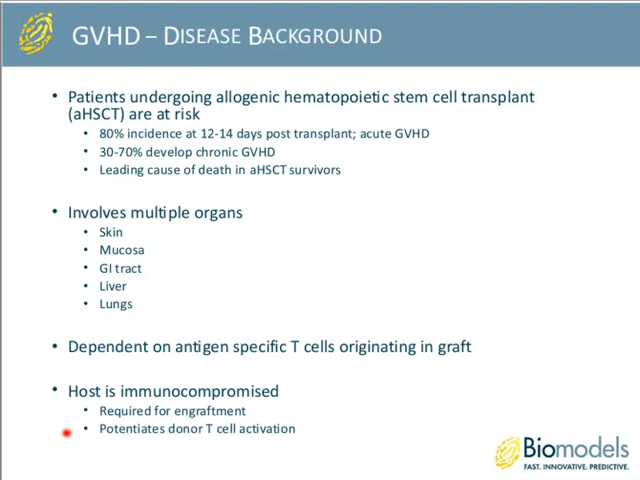 GVHD – DISEASE BACKGROUND
• Patients undergoing allogenic hematopoietic stem cell transplant
(aHSCT) are at risk
• 80% incidence at 12-14 days post transplant; acute GVHD
• 30-70% develop chronic GVHD
• Leading cause of death in aHSCT survivors
• Involves multiple organs
• Skin
• Mucosa
• GI tract
• Liver
• Lungs
• Dependent on antigen specific T cells originating in graft
• Host is immunocompromised
• Required for engraftment
• Potentiates donor T cell activation
Biomodels
FAST. INNOVATIVE. PREDICTIVE.